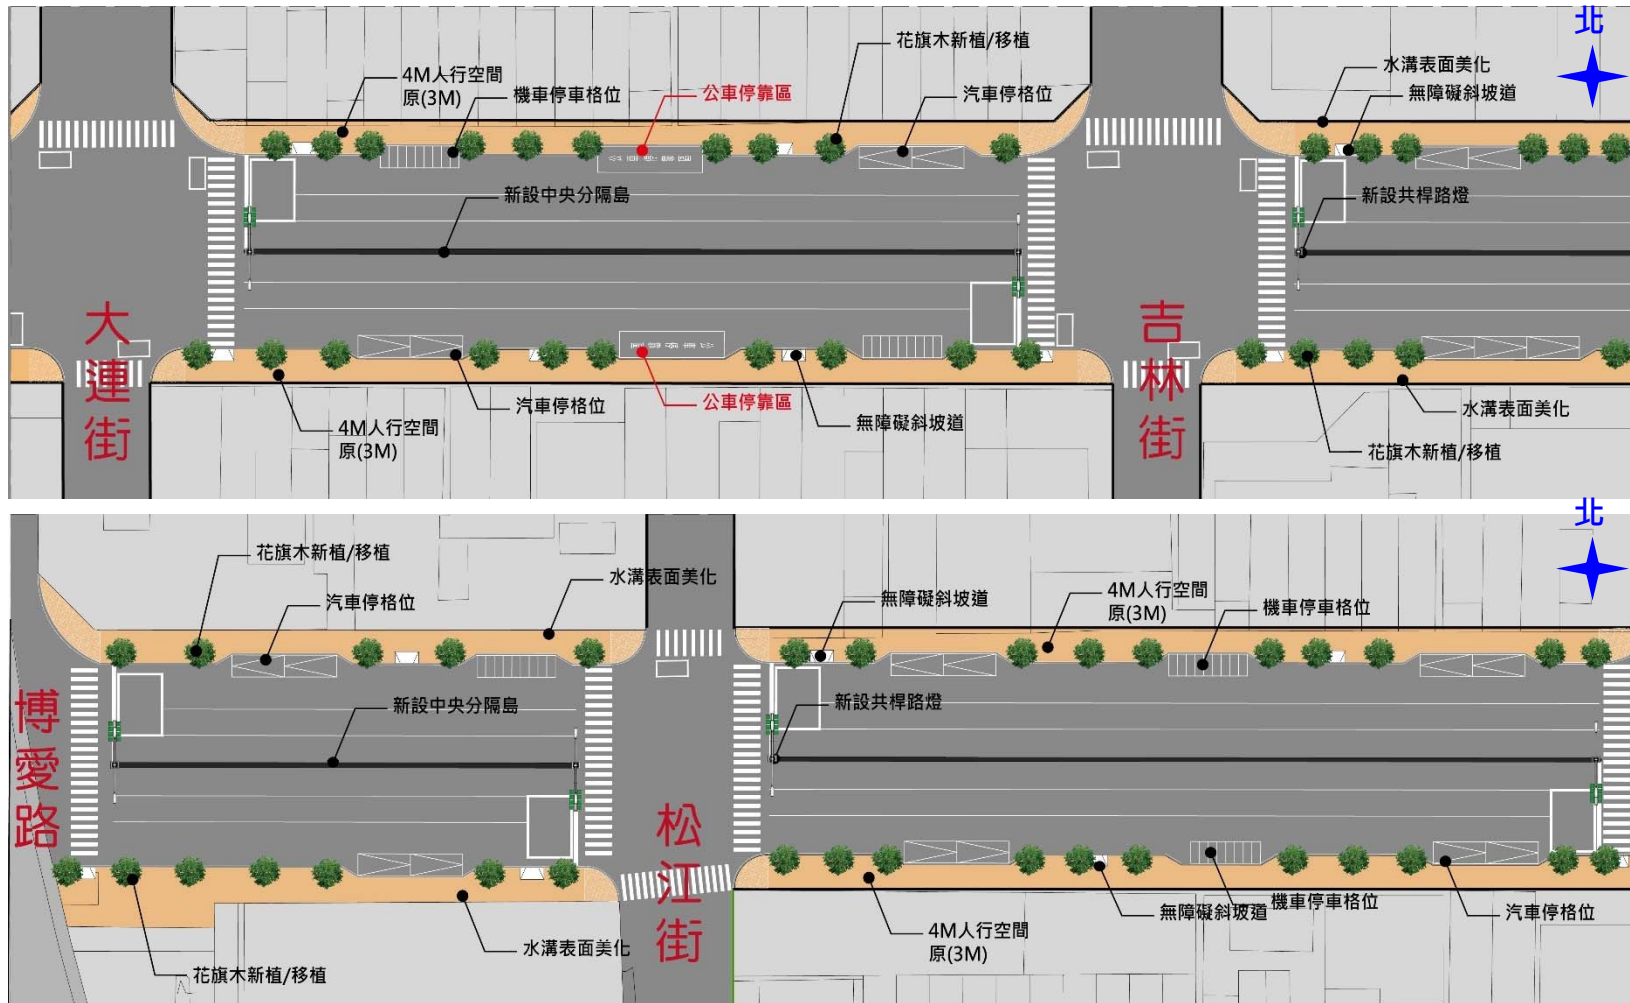 北
花旗木新植/移植
水溝表面美化
4M人行空間
原(3M)
機車停車格位
公車停靠區
汽車停格位
無障礙斜坡道
新設中央分隔島
新設共桿路燈
大連街
吉林街
汽車停格位
公車停靠區
無障礙斜坡道
水溝表面美化
4M人行空間
原(3M)
花旗木新植/移植
北
花旗木新植/移植
水溝表面美化
汽車停格位
無障礙斜坡道
4M人行空間
原(3M)
機車停車格位
新設中央分隔島
新設共桿路燈
博愛路
松江街
水溝表面美化
花旗木新植/移植
4M人行空間
原(3M)
無障礙斜坡道
機車停車格位
汽車停格位